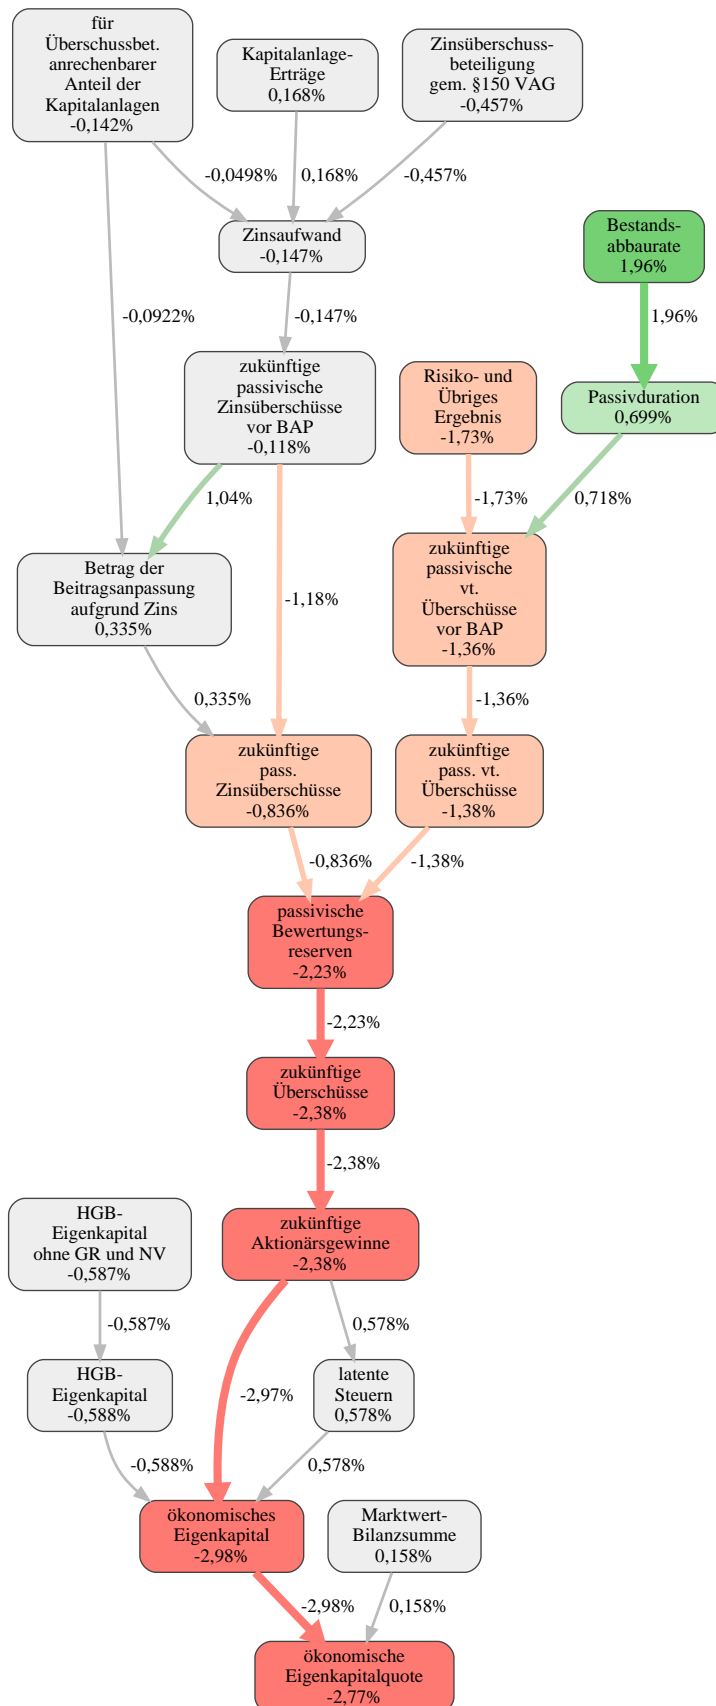 für
Überschussbet.
anrechenbarer
Anteil der
Kapitalanlagen
-0,142%
Kapitalanlage-
Erträge
0,168%
Zinsüberschuss-
beteiligung
gem. §150 VAG
-0,457%
-0,0498%
0,168%
-0,457%
Zinsaufwand
-0,147%
Bestands-
abbaurate
1,96%
-0,0922%
-0,147%
1,96%
zukünftige
passivische
Zinsüberschüsse
vor BAP
-0,118%
Risiko- und
Übriges
Ergebnis
-1,73%
Passivduration
0,699%
1,04%
-1,73%
0,718%
Betrag der
Beitragsanpassung
aufgrund Zins
0,335%
-1,18%
zukünftige
passivische
vt.
Überschüsse
vor BAP
-1,36%
0,335%
-1,36%
zukünftige
pass.
Zinsüberschüsse
-0,836%
zukünftige
pass. vt.
Überschüsse
-1,38%
-0,836%
-1,38%
passivische
Bewertungs-
reserven
-2,23%
-2,23%
zukünftige
Überschüsse
-2,38%
-2,38%
HGB-
Eigenkapital
ohne GR und NV
-0,587%
zukünftige
Aktionärsgewinne
-2,38%
-0,587%
0,578%
HGB-
Eigenkapital
-0,588%
-2,97%
latente
Steuern
0,578%
-0,588%
0,578%
ökonomisches
Eigenkapital
-2,98%
Marktwert-
Bilanzsumme
0,158%
-2,98%
0,158%
ökonomische
Eigenkapitalquote
-2,77%